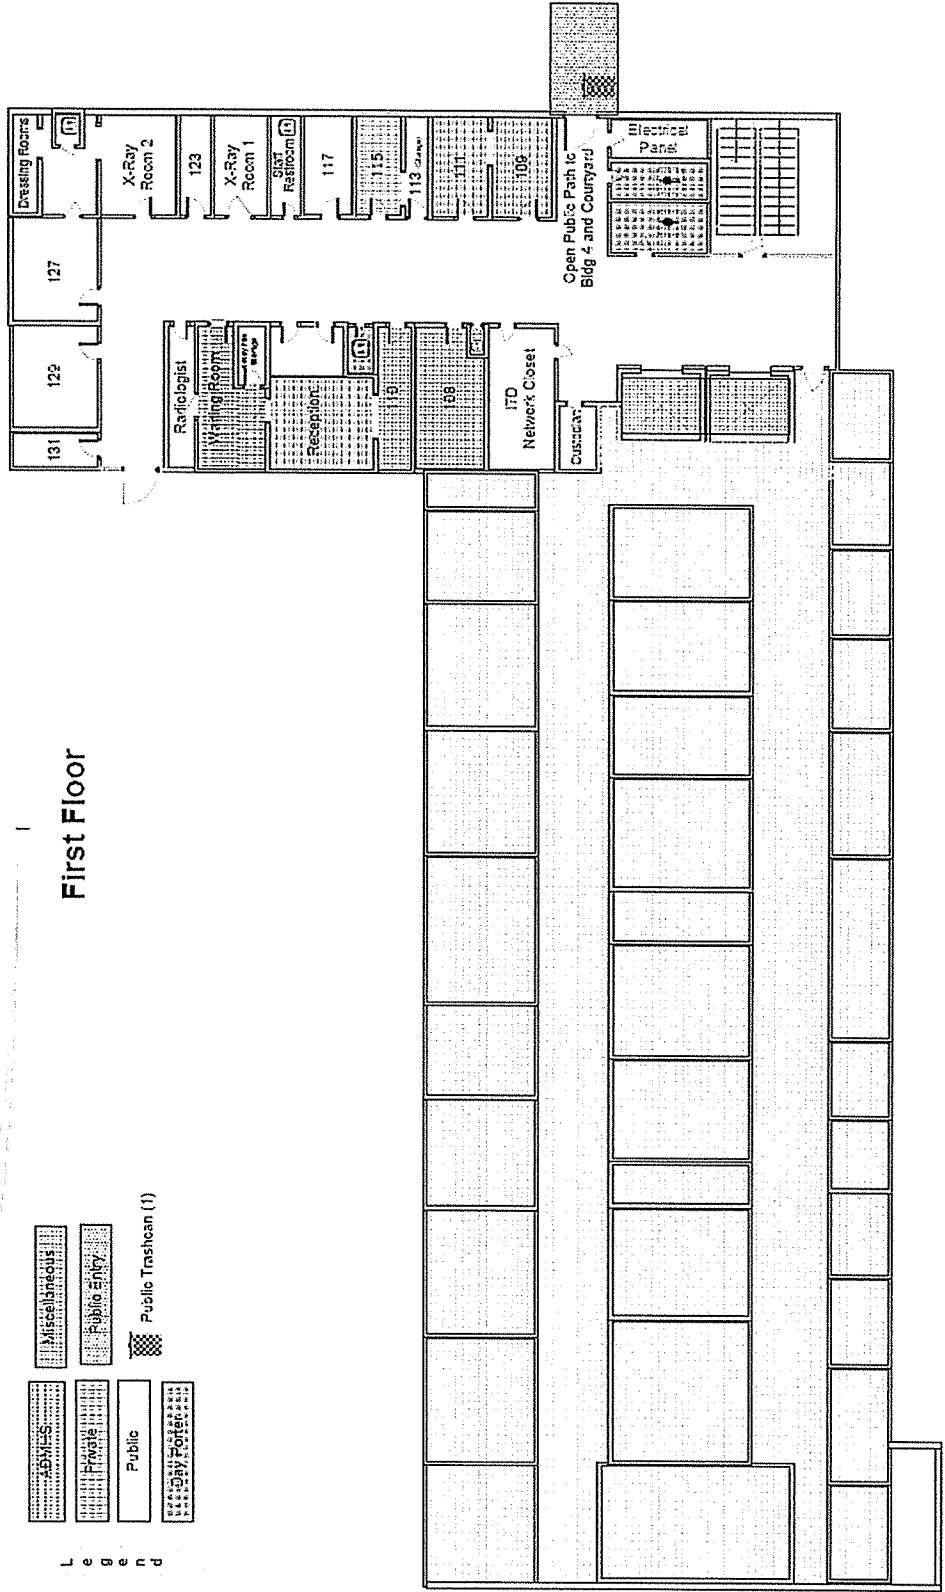 First Floor
Legend
ADMHS
Private
Public
Day Porter
Miscellaneous
Public Entry
Public Trashcan (1)
131
129
127
Dressing Rooms
X-Ray
Room 2
123
X-Ray
Room 1
Staff
Restroom
117
115
113 Storage
111
109
Open Public Path to
Bldg 4 and Courtyard
Electrical
Panel
Radiologist
Waiting Room
Reception
110
108
ITD
Network Closet
Custodian